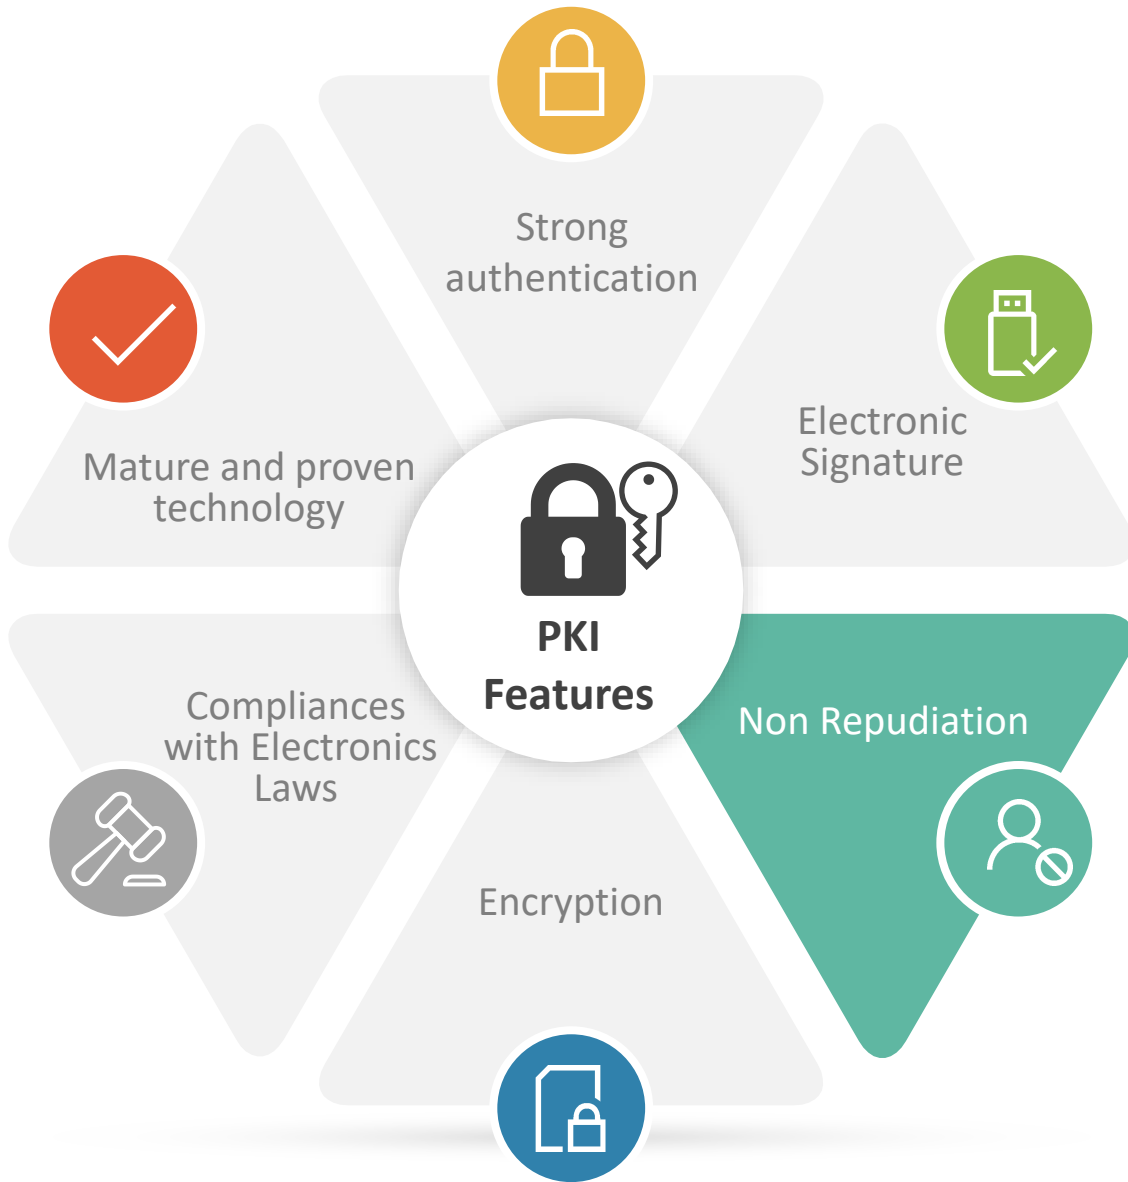 Strong
authentication
Electronic
Signature
Mature and proven
technology
PKI
Features
Compliances
with Electronics
Laws
Non Repudiation
Encryption